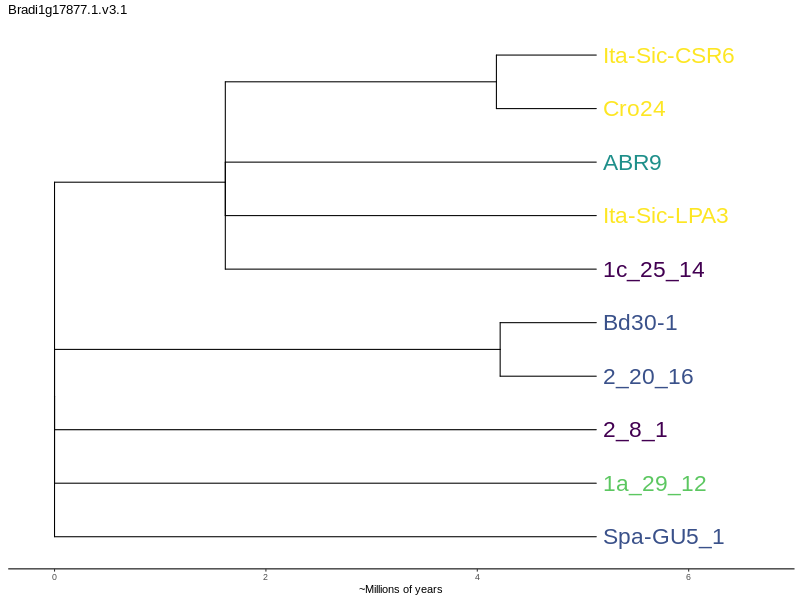 Bradi1g17877.1.v3.1
Ita-Sic-CSR6
Cro24
ABR9
Ita-Sic-LPA3
1c_25_14
Bd30-1
2_20_16
2_8_1
1a_29_12
Spa-GU5_1
0 2 4 6
~Millions of years